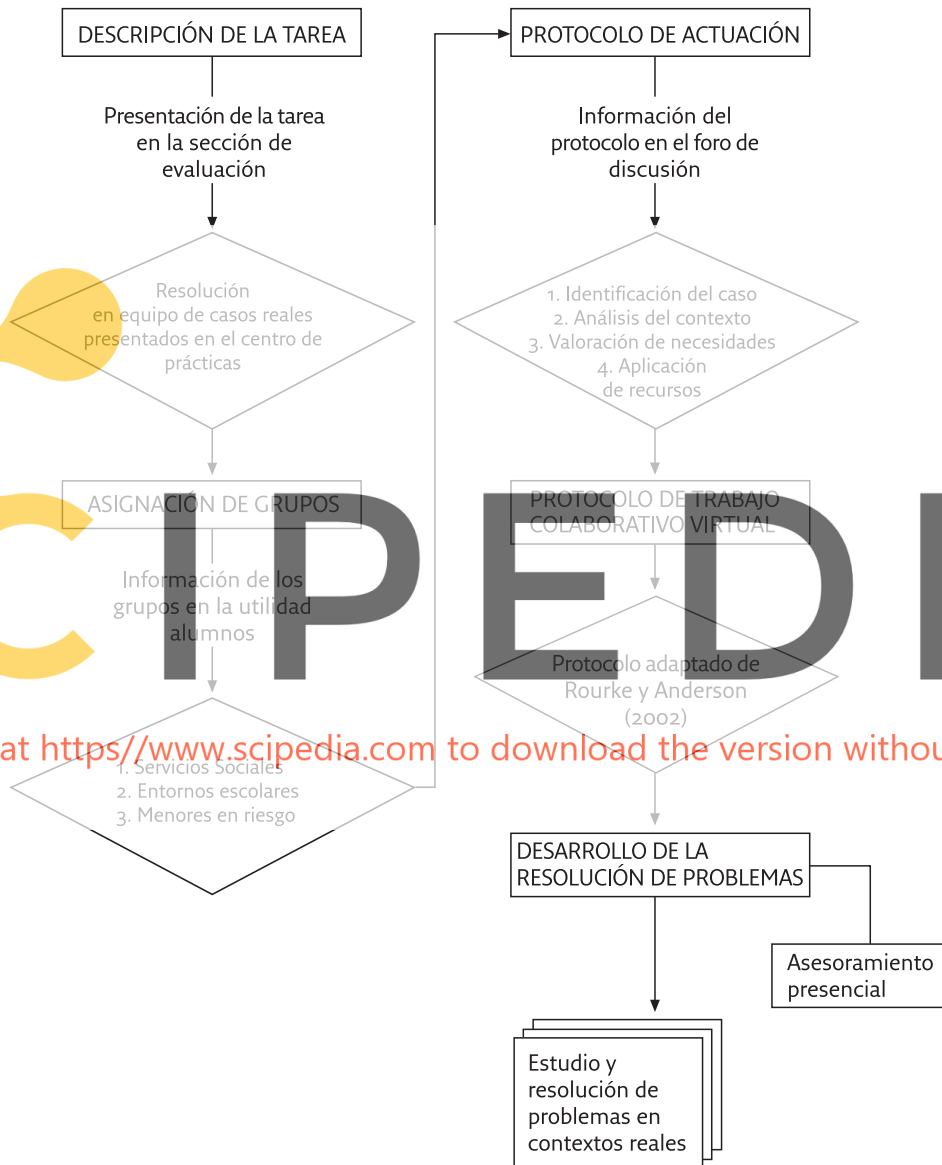 DESCRIPCIÓN DE LA TAREA
Presentación de la tarea
en la sección de
evaluación
Resolución
en equipo de casos reales
presentados en el centro de
prácticas
ASIGNACIÓN DE GRUPOS
Información de los
grupos en la utilidad
alumnos
1. Servicios Sociales
2. Entornos escolares
3. Menores en riesgo
PROTOCOLO DE ACTUACIÓN
Información del
protocolo en el foro de
discusión
1. Identificación del caso
2. Análisis del contexto
3. Valoración de necesidades
4. Aplicación
de recursos
PROTOCOLO DE TRABAJO
COLABORATIVO VIRTUAL
Protocolo adaptado de
Rourke y Anderson
(2002)
DESARROLLO DE LA
RESOLUCIÓN DE PROBLEMAS
Asesoramiento
presencial
Estudio y
resolución de
problemas en
contextos reales
CIPEDI
at https//www.scipedia.com to download the version withou